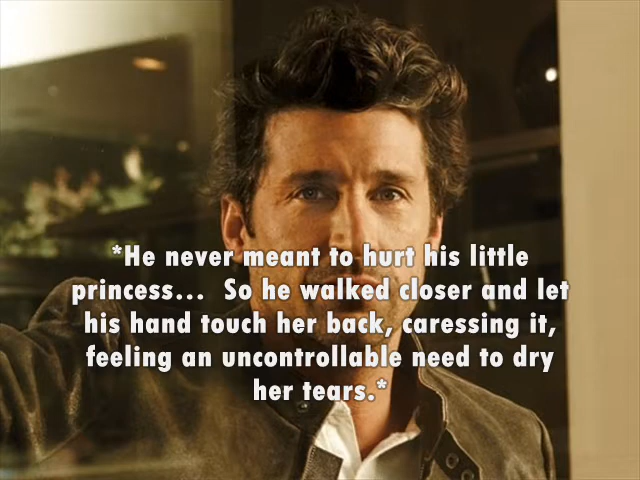 *He never meant to hurt his little
princess...  So he walked closer and let
his hand touch her back, caressing it,
feeling an uncontrollable need to dry
her tears.*